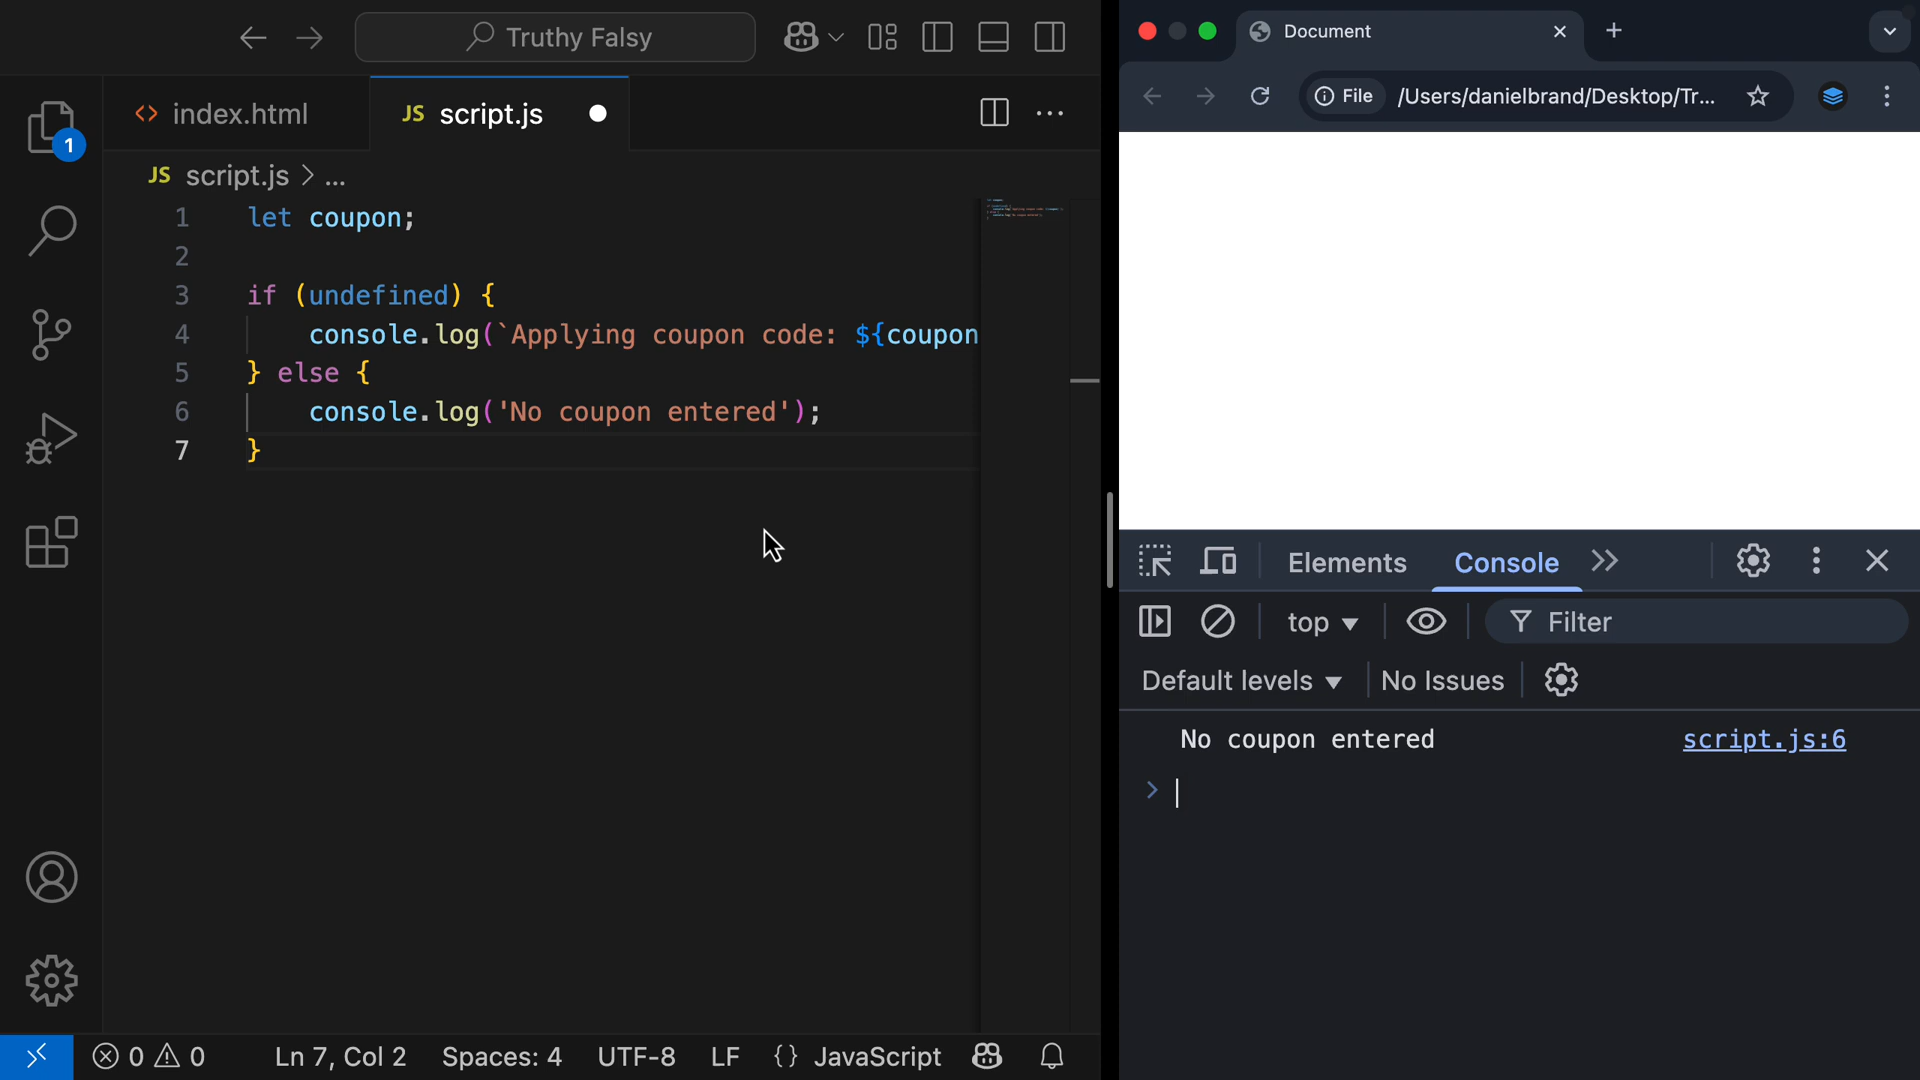 Truthy Falsy
index.html
JS script.js
1
JS script.js > ...
1 let coupon;
2
3 if (undefined) {
4 console.log(`Applying coupon code: ${coupon
5 } else {
6 console.log('No coupon entered');
7 }
0 0
Ln 7, Col 2
Spaces: 4
UTF-8
LF
{} JavaScript
Document
File
/Users/danielbrand/Desktop/Tr...
Elements
Console
top
Filter
Default levels
No Issues
No coupon entered
script.js:6
>